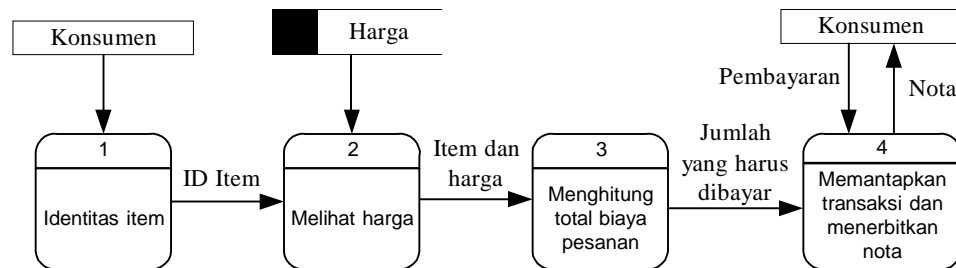 Konsumen
Harga
Konsumen
Pembayaran
Nota
1
Identitas item
ID Item
2
Melihat harga
Item dan
harga
3
Menghitung
total biaya
pesanan
Jumlah
yang harus
dibayar
4
Memantapkan
transaksi dan
menerbitkan
nota